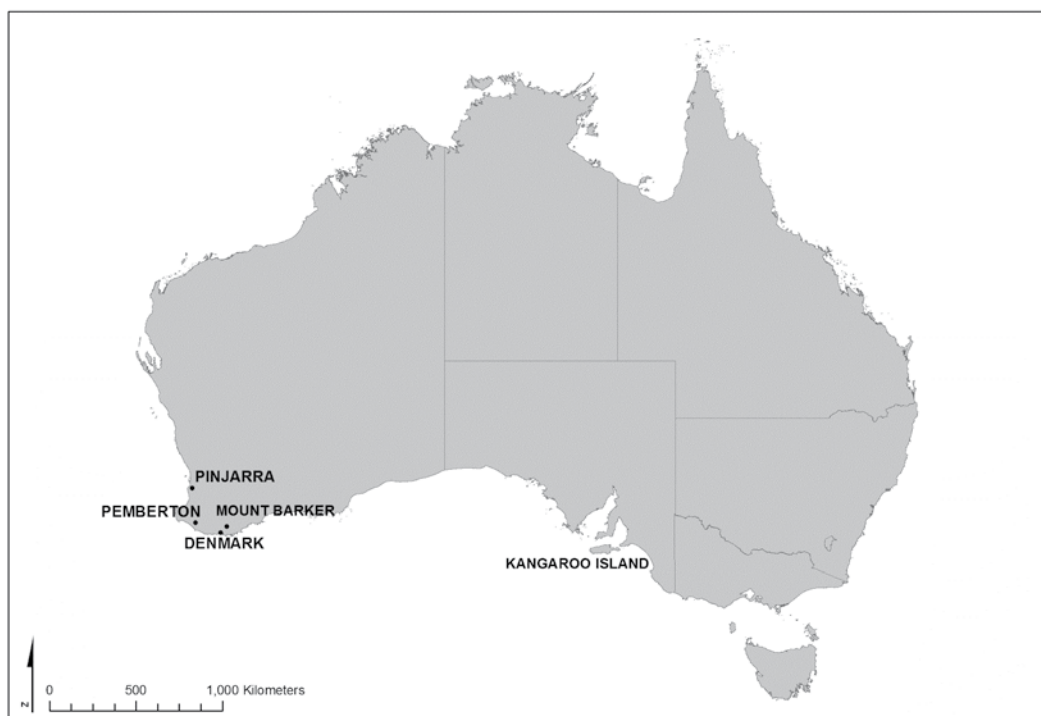 PINJARRA
PEMBERTON
MOUNT BARKER
DENMARK
KANGAROO ISLAND
0 500 1,000 Kilometers
N